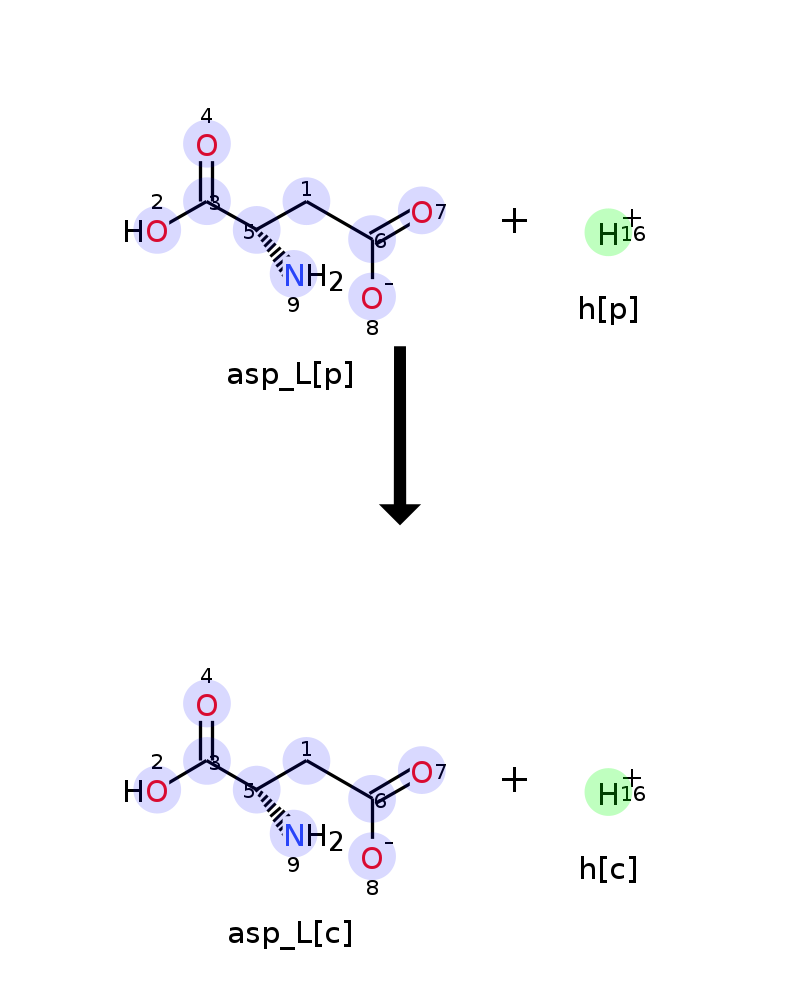 4
O
2 3 1
HO 5 6 O7 + H+16
NH2 O-
9 8 h[p]
asp_L[p]
4
O
2 3 1
HO 5 6 O7 + H+16
NH2 O-
9 8 h[c]
asp_L[c]